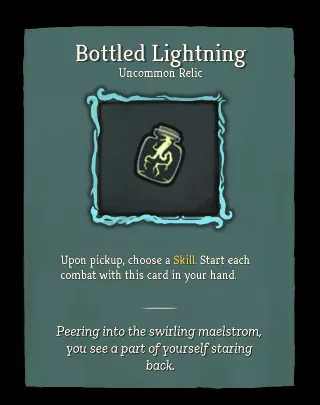 Bottled Lightning
Uncommon Relic
Upon pickup, choose a Skill. Start each
combat with this card in your hand.
Peering into the swirling maelstrom,
you see a part of yourself staring
back.